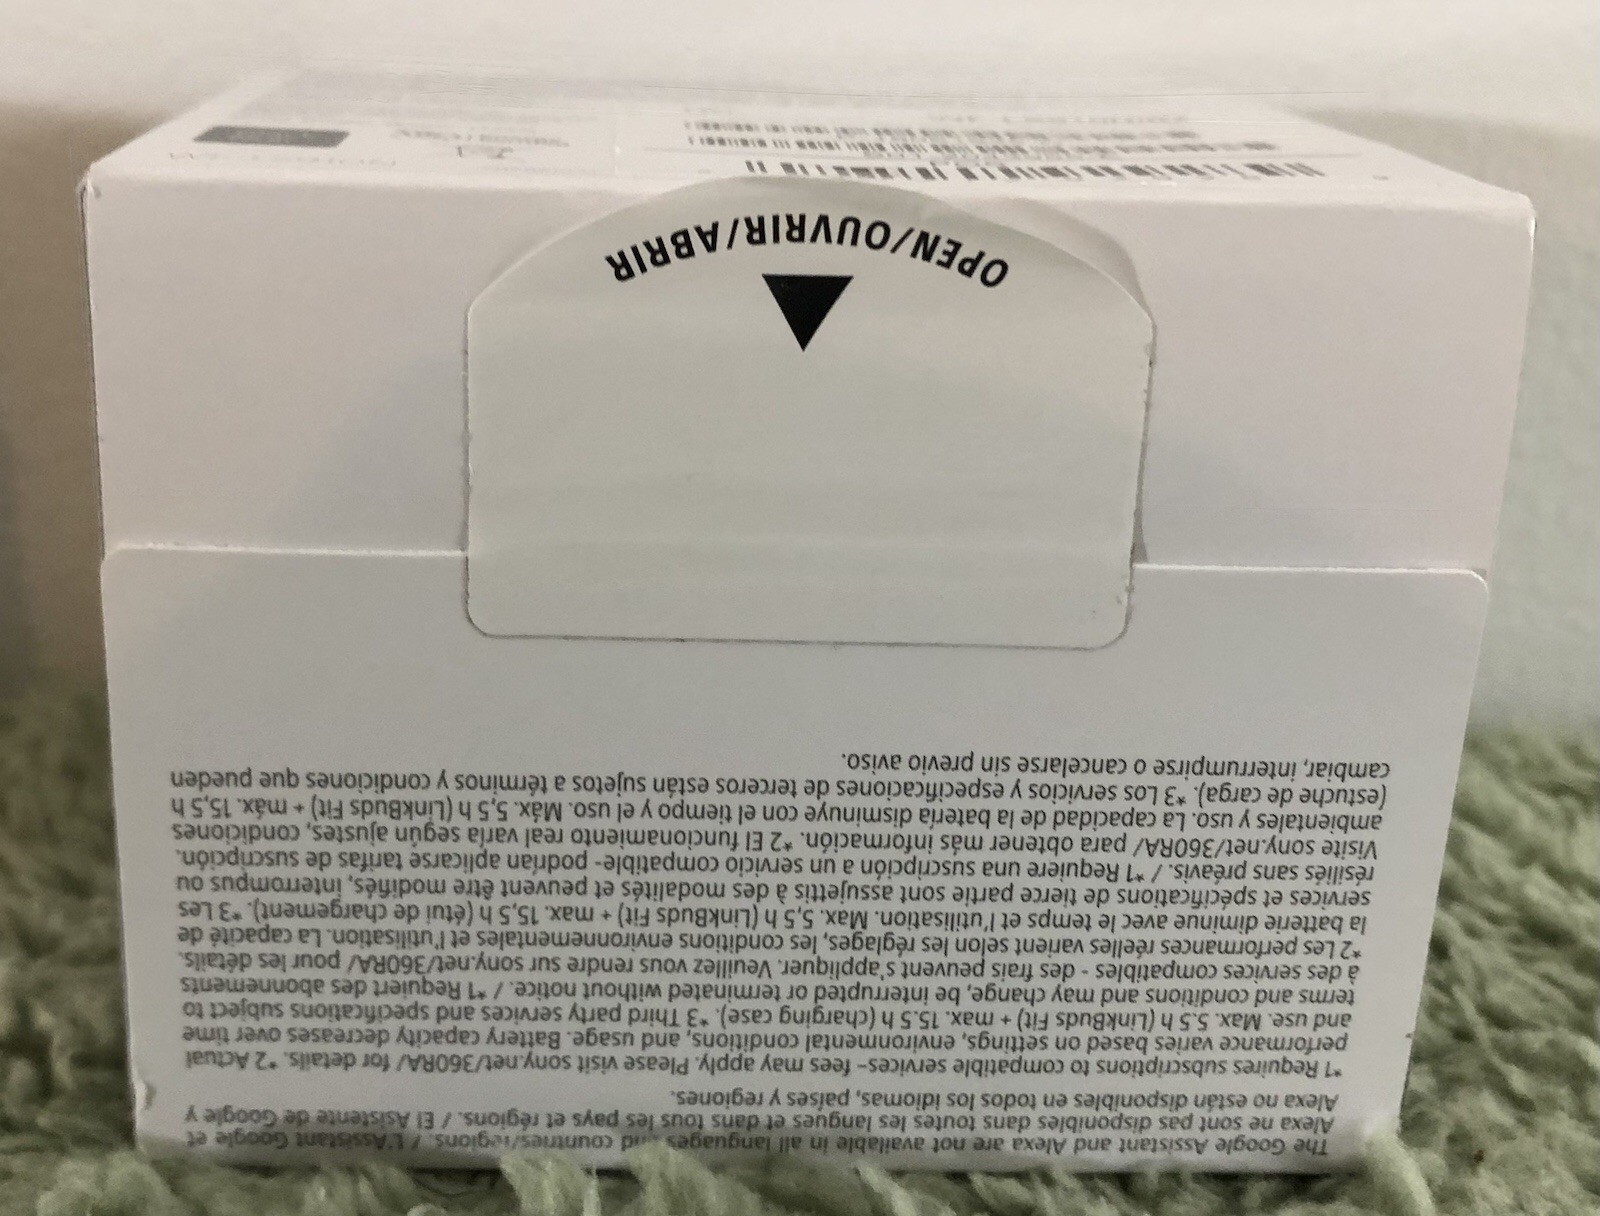 The Google Assistant and Alexa are not available in all languages and countries/regions. / L'Assistant Google et
Alexa ne sont pas disponibles dans toutes les langues et dans tous les pays et régions. / El Asistente de Google y
Alexa no están disponibles en todos los idiomas, países y regiones.
*1 Requires subscriptions to compatible services- fees may apply. Please visit sony.net/360RA/ for details. *2 Actual
performance varies based on settings, environmental conditions, and usage. Battery capacity decreases over time
and use. Max. 5.5 h (LinkBuds Fit) + max. 15.5 h (charging case). *3 Third party services and specifications subject to
terms and conditions and may change, be interrupted or terminated without notice. / *1 Requiert des abonnements
à des services compatibles - des frais peuvent s'appliquer. Veuillez vous rendre sur sony.net/360RA/ pour les détails.
*2 Les performances réelles varient selon les réglages, les conditions environnementales et l'utilisation. La capacité de
la batterie diminue avec le temps et l'utilisation. Max. 5,5 h (LinkBuds Fit) + max. 15,5 h (étui de chargement). *3 Les
services et spécifications de tierce partie sont assujettis à des modalités et peuvent être modifiés, interrompus ou
résiliés sans préavis. / *1 Requiere una suscripción a un servicio compatible- podrían aplicarse tarifas de suscripción.
Visite sony.net/360RA/ para obtener más información. *2 El funcionamiento real varía según ajustes, condiciones
ambientales y uso. La capacidad de la batería disminuye con el tiempo y el uso. Máx. 5,5 h (LinkBuds Fit) + máx. 15,5 h
(estuche de carga). *3 Los servicios y especificaciones de terceros están sujetos a términos y condiciones que pueden
cambiar, interrumpirse o cancelarse sin previo aviso.
OPEN/OUVRIR/ABRIR